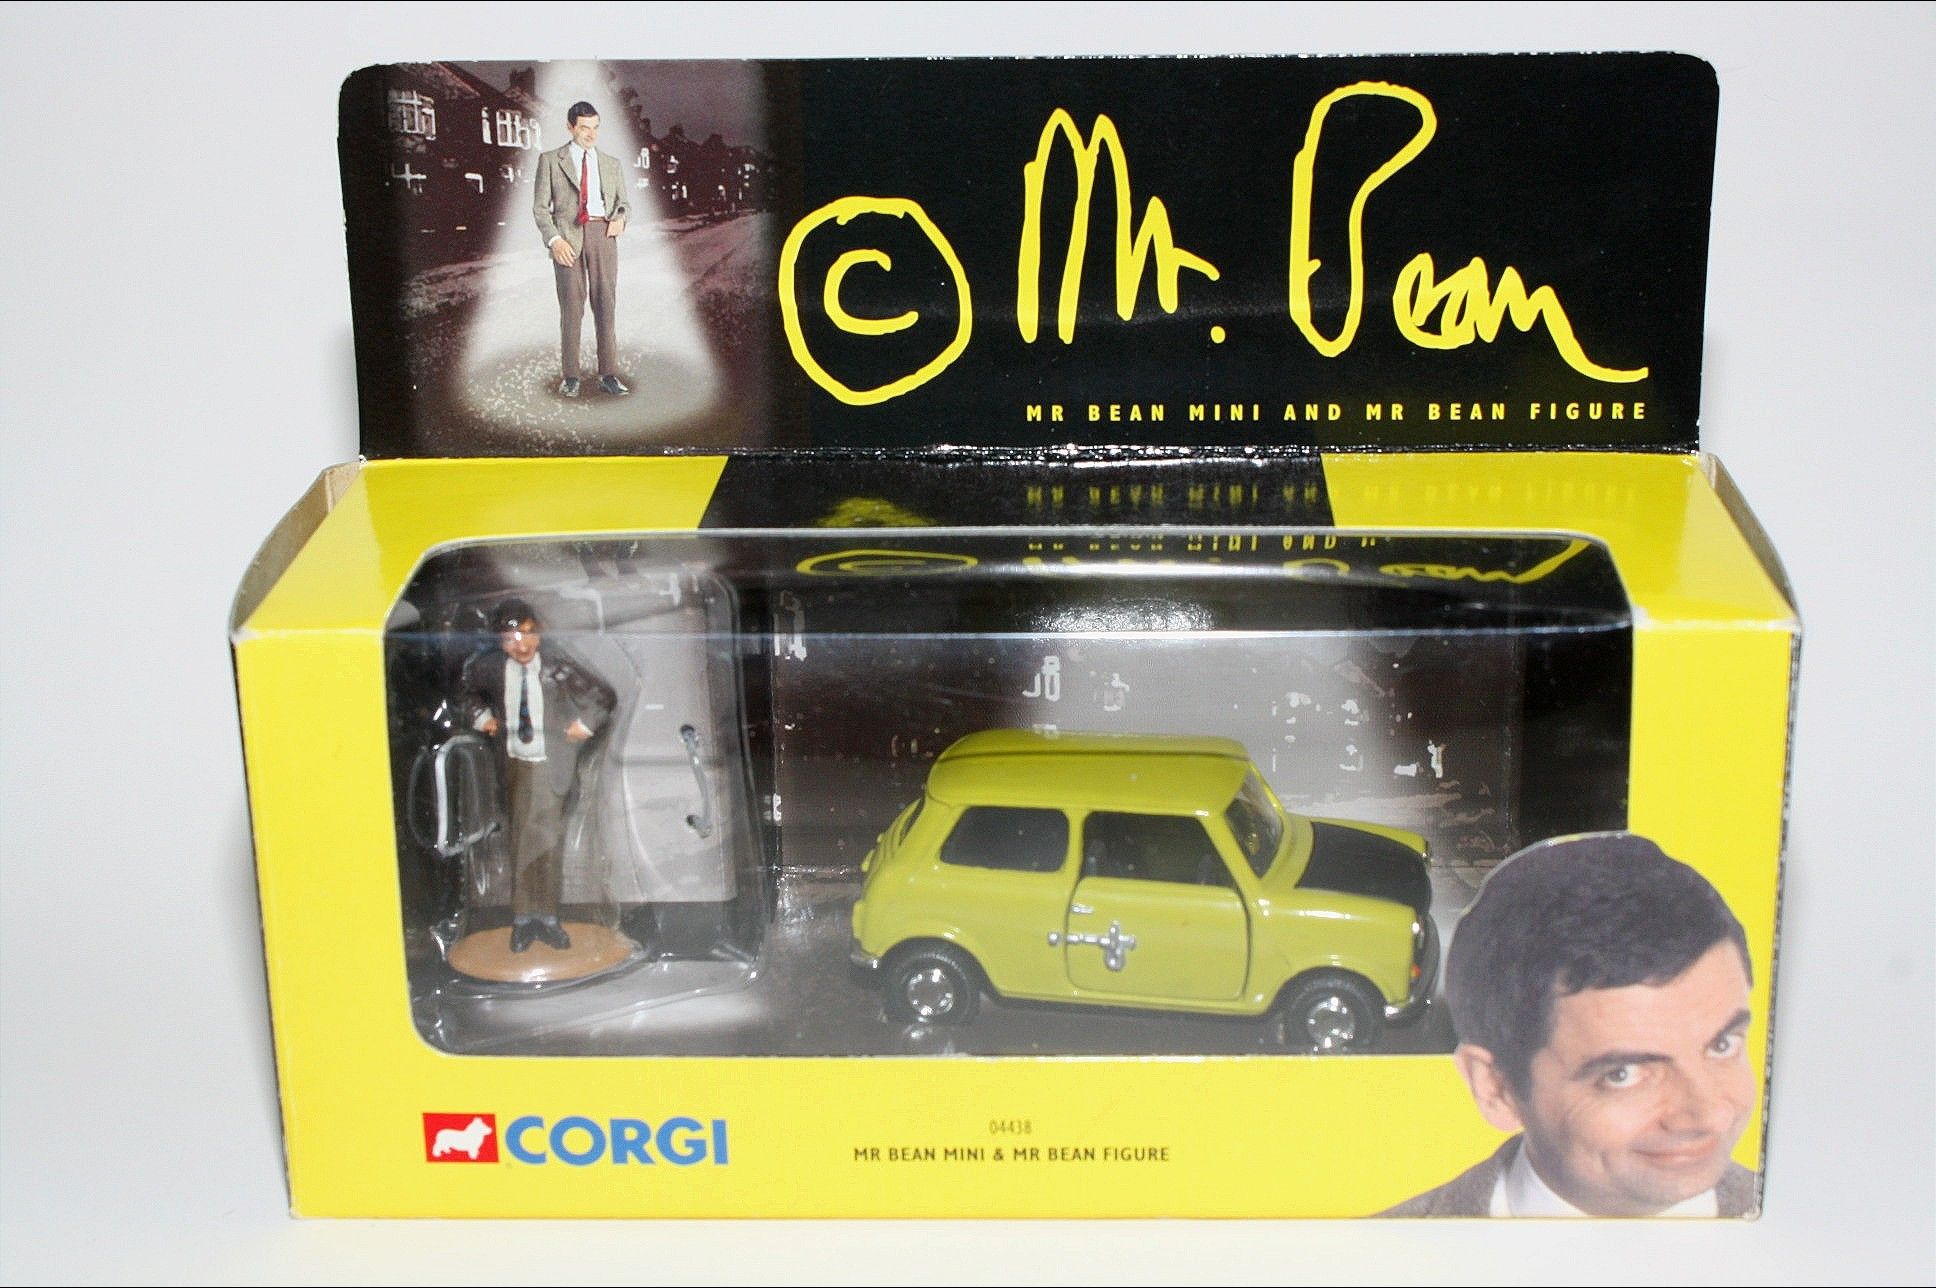 © Mr. Bean
MR BEAN MINI AND MR BEAN FIGURE
CORGI
04438
MR BEAN MINI & MR BEAN FIGURE